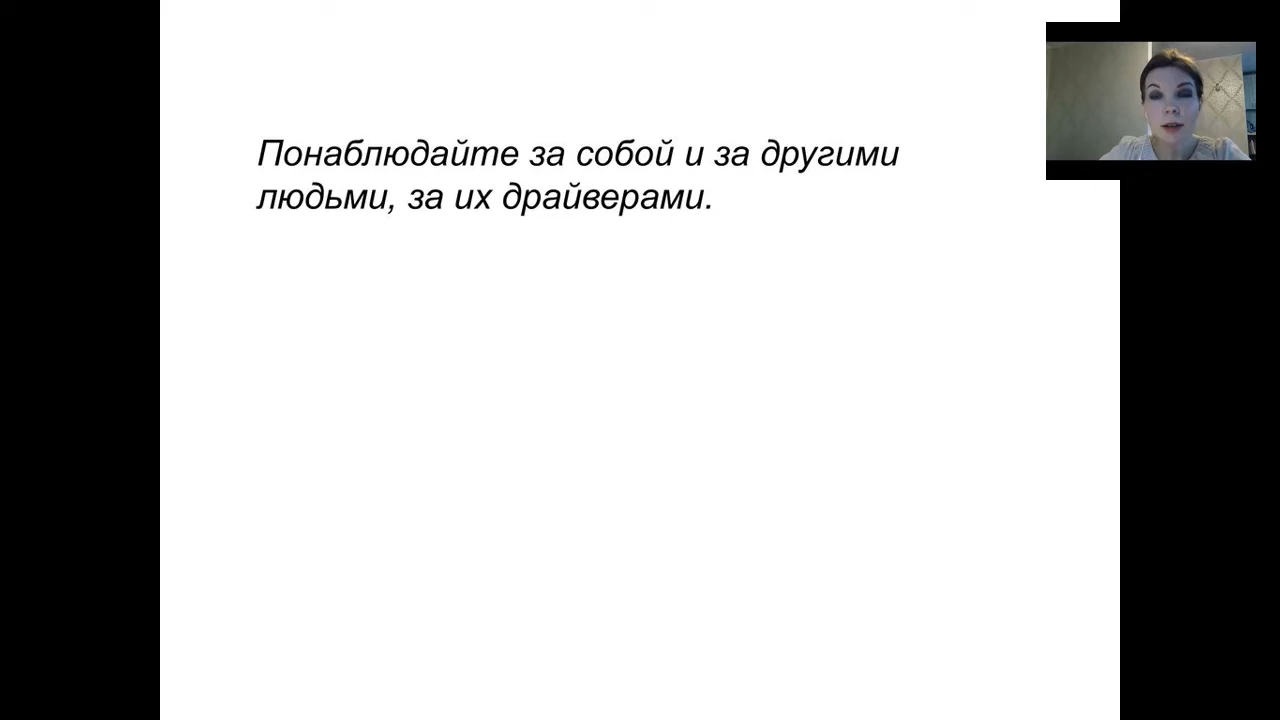 Понаблюдайте за собой и за другими
людьми, за их драйверами.